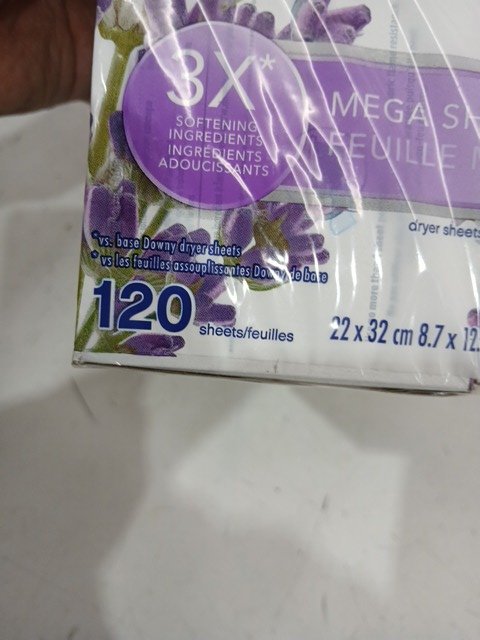 3X*
SOFTENING
INGREDIENTS
INGRÉDIENTS
ADOUCISSANTS
MEGA SH
FEUILLE
dryer sheets
*vs. base Downy dryer sheets
* vs les feuilles assouplissantes Downy de base
120 sheets/feuilles
22 x 32 cm 8.7 x 12.